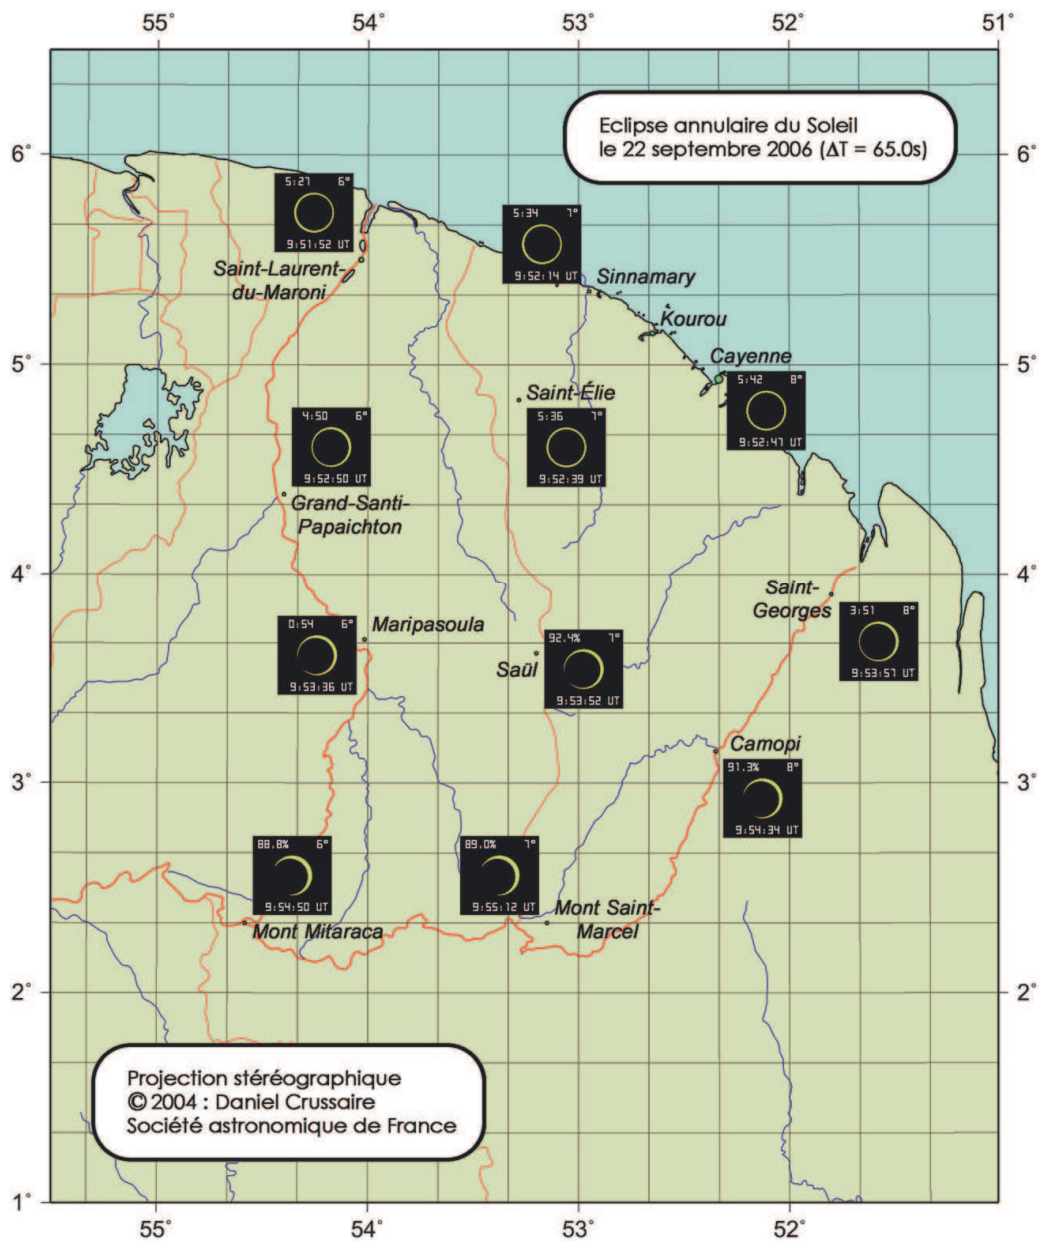 55° 54° 53° 52° 51°
Eclipse annulaire du Soleil
le 22 septembre 2006 (ΔT = 65.0s)
6° 6°
5:27 6°
9:51:52 UT
Saint-Laurent-
du-Maroni
5:34 7°
9:52:14 UT
Sinnamary
Kourou
Cayenne
5° 5°
5:42 8°
9:52:47 UT
Saint-Élie
5:36 7°
9:52:39 UT
4:50 6°
9:52:50 UT
Grand-Santi-
Papaichton
4° 4°
Saint-
Georges
3:51 8°
9:53:57 UT
0:54 6°
9:53:36 UT
Maripasoula
92.4% 7°
9:53:52 UT
Saül
Camopi
3° 3°
91.3% 8°
9:54:34 UT
88.8% 6°
9:54:50 UT
Mont Mitaraca
89.0% 7°
9:55:12 UT
Mont Saint-
Marcel
2° 2°
Projection stéréographique
© 2004 : Daniel Crussaire
Société astronomique de France
1°
55° 54° 53° 52°